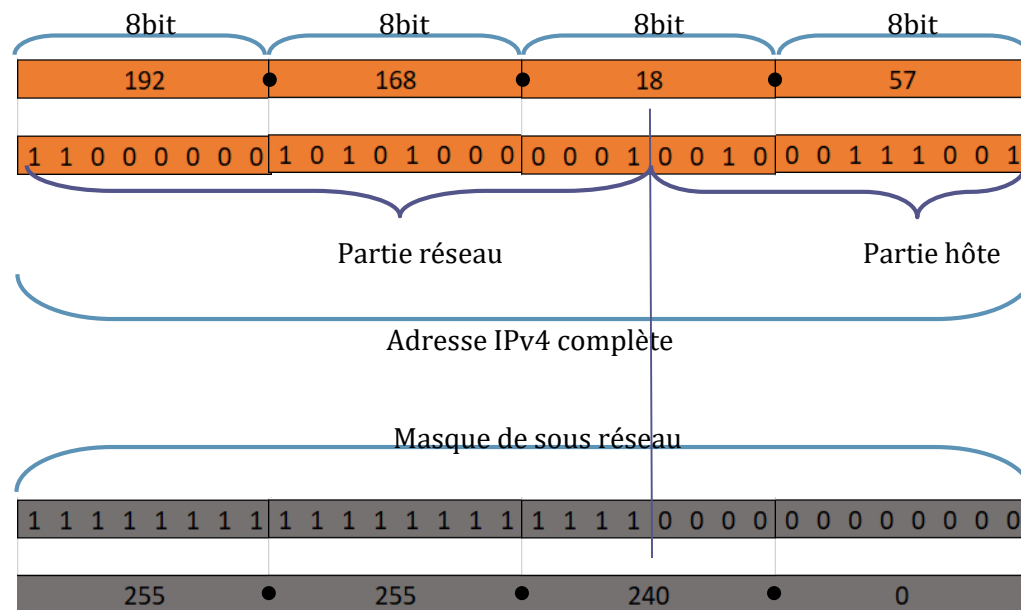 8bit 8bit 8bit 8bit
192 • 168 • 18 • 57
1 1 0 0 0 0 0 0 1 0 1 0 1 0 0 0 0 0 0 1 0 0 1 0 0 0 1 1 1 0 0 1
Partie réseau Partie hôte
Adresse IPv4 complète
Masque de sous réseau
1 1 1 1 1 1 1 1 1 1 1 1 1 1 1 1 1 1 1 1 0 0 0 0 0 0 0 0 0 0 0 0
255 • 255 • 240 • 0